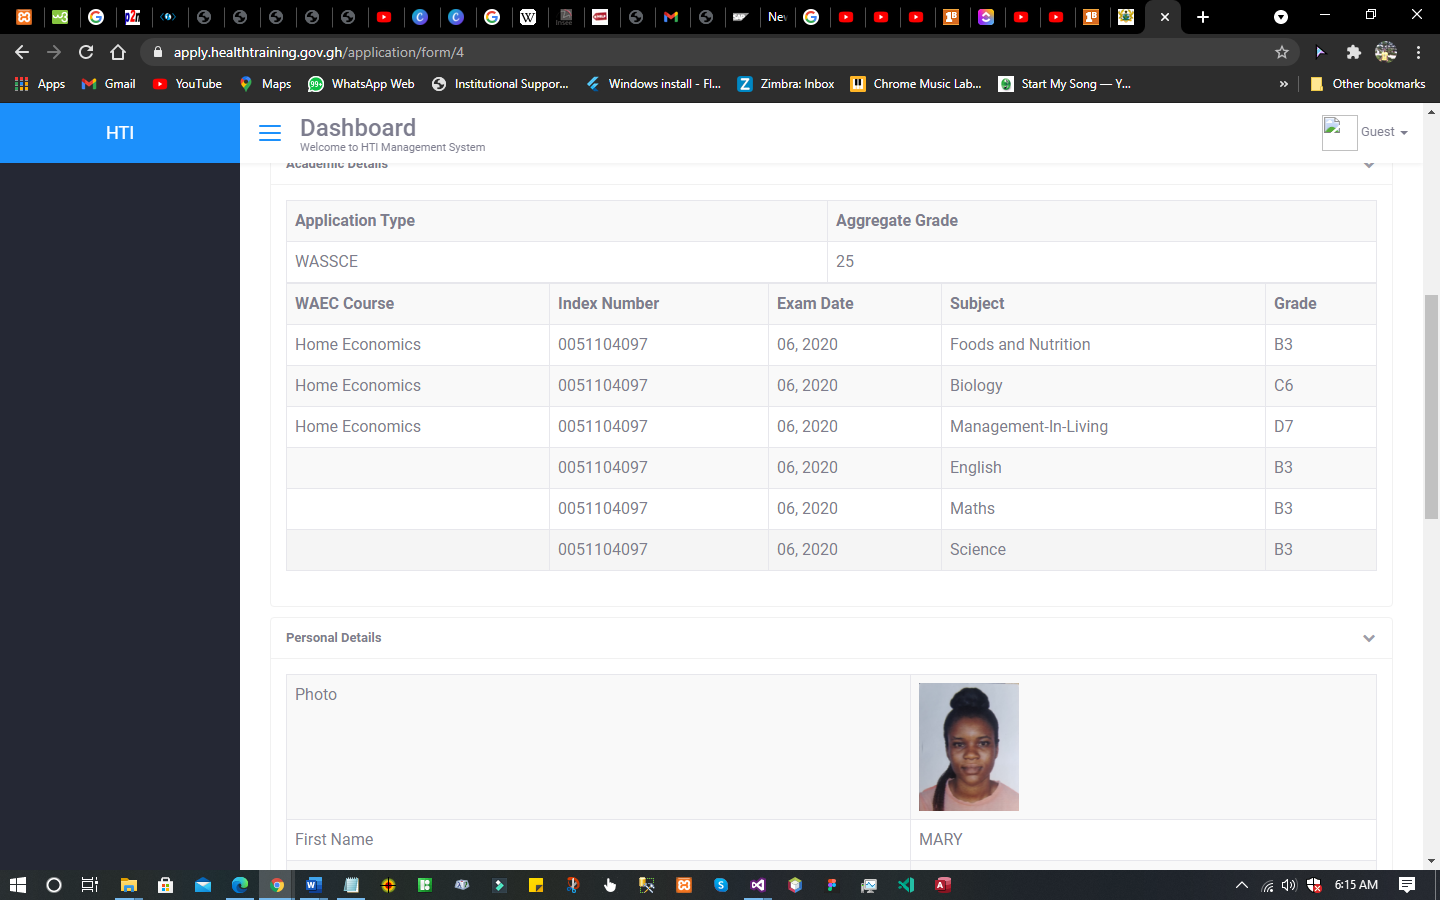 New
apply.healthtraining.gov.gh/application/form/4
Apps Gmail YouTube Maps WhatsApp Web Institutional Suppor... Windows install - Fl... Zimbra: Inbox Chrome Music Lab... Start My Song — Y... » Other bookmarks
HTI
Dashboard
Welcome to HTI Management System
Guest
Academic Details
Application Type Aggregate Grade
WASSCE 25
WAEC Course Index Number Exam Date Subject Grade
Home Economics 0051104097 06, 2020 Foods and Nutrition B3
Home Economics 0051104097 06, 2020 Biology C6
Home Economics 0051104097 06, 2020 Management-In-Living D7
0051104097 06, 2020 English B3
0051104097 06, 2020 Maths B3
0051104097 06, 2020 Science B3
Personal Details
Photo
First Name MARY
6:15 AM